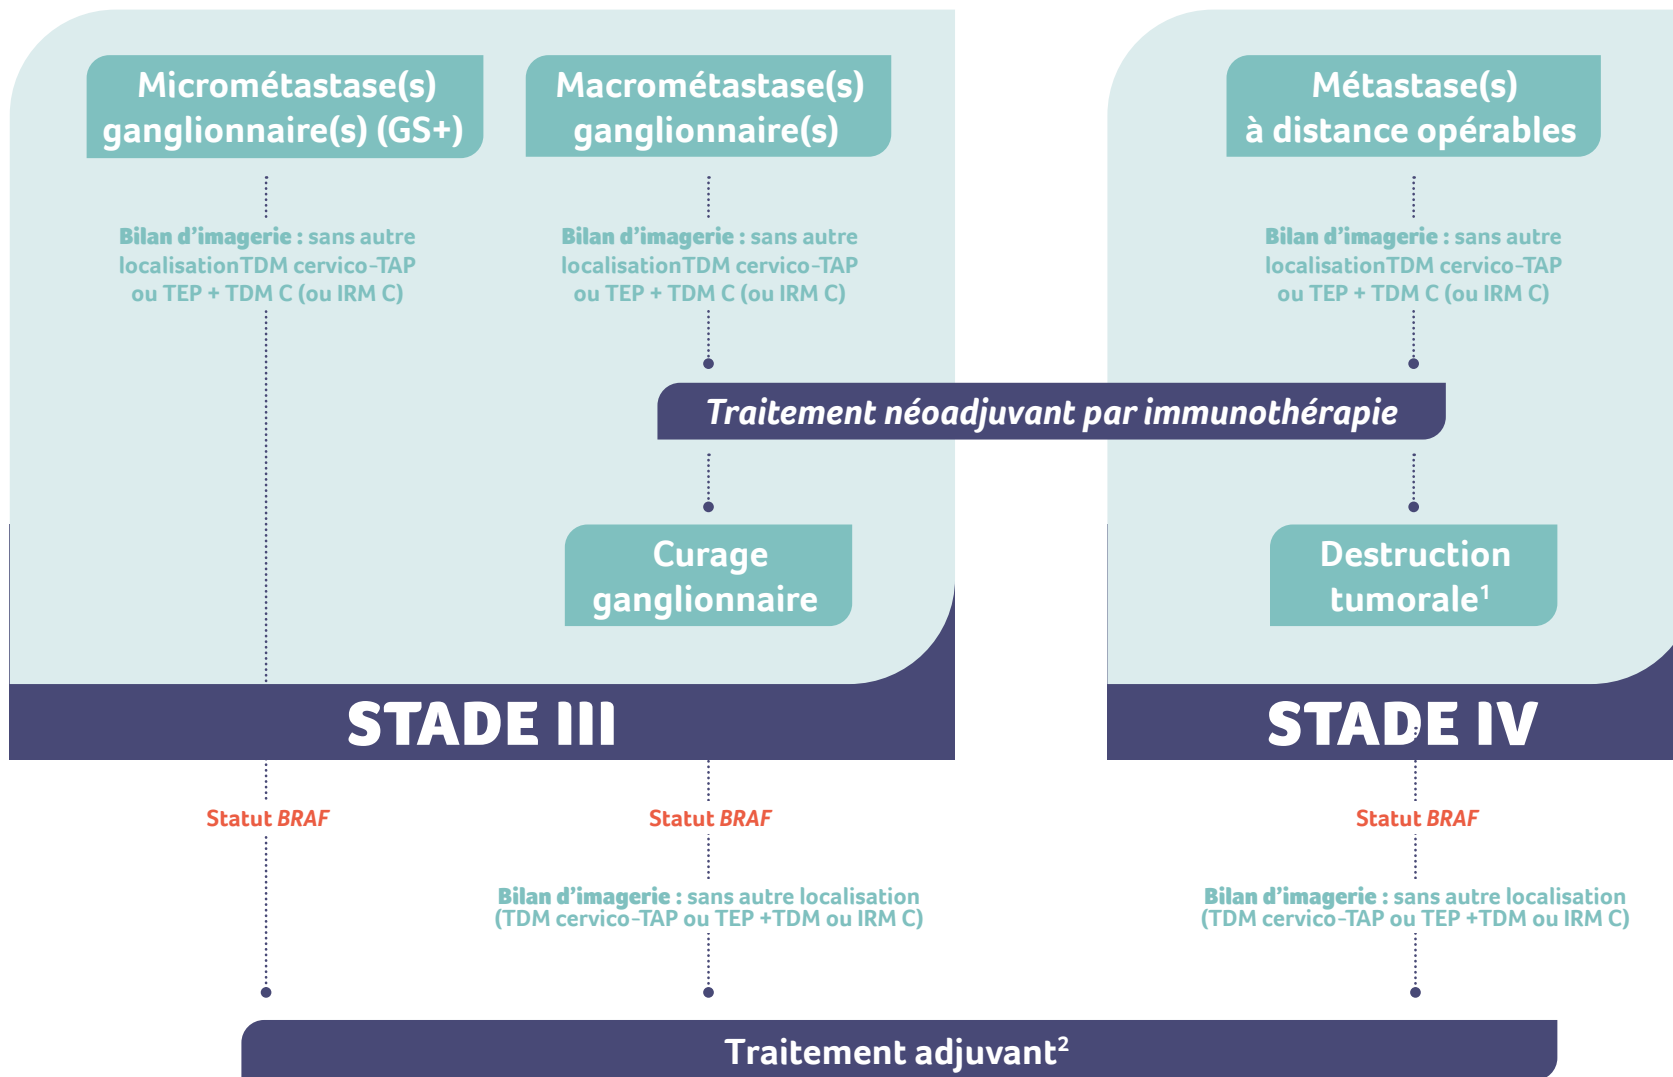 Micrométastase(s)
ganglionnaire(s) (GS+)
Macrométastase(s)
ganglionnaire(s)
Métastase(s)
à distance opérables
Bilan d’imagerie : sans autre
localisationTDM cervico-TAP
ou TEP + TDM C (ou IRM C)
Bilan d’imagerie : sans autre
localisationTDM cervico-TAP
ou TEP + TDM C (ou IRM C)
Bilan d’imagerie : sans autre
localisationTDM cervico-TAP
ou TEP + TDM C (ou IRM C)
Traitement néoadjuvant par immunothérapie
Curage
ganglionnaire
Destruction
tumorale¹
STADE III
STADE IV
Statut BRAF
Statut BRAF
Statut BRAF
Bilan d’imagerie : sans autre localisation
(TDM cervico-TAP ou TEP +TDM ou IRM C)
Bilan d’imagerie : sans autre localisation
(TDM cervico-TAP ou TEP +TDM ou IRM C)
Traitement adjuvant²